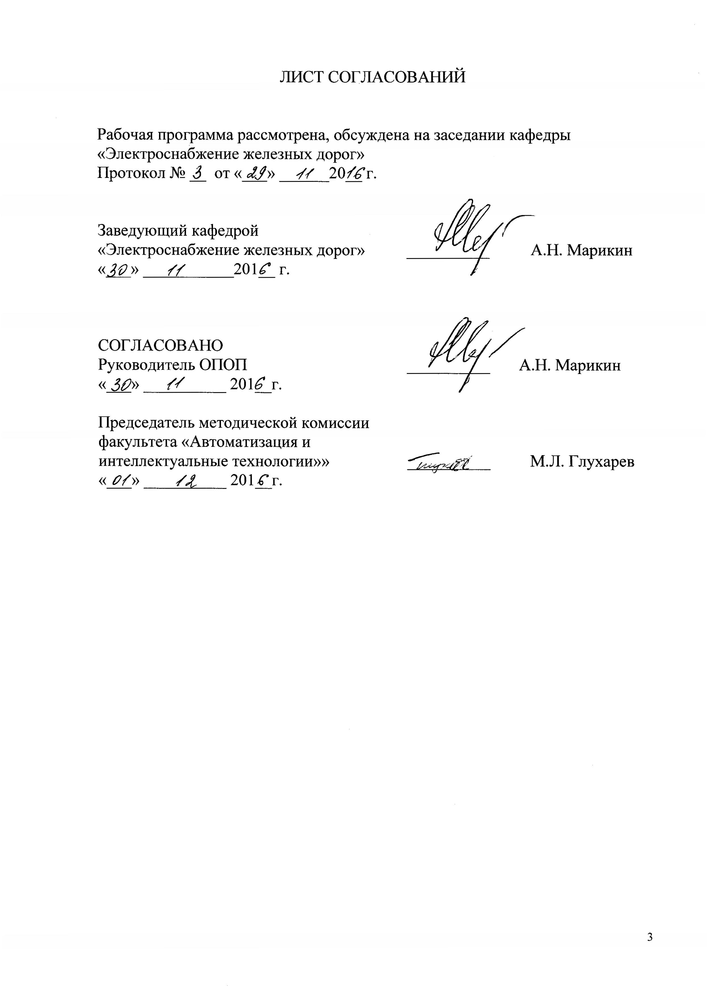 ЛИСТ СОГЛАСОВАНИЙ
Рабочая программа рассмотрена, обсуждена на заседании кафедры
«Электроснабжение железных дорог»
Протокол № 3 от «29» 11 2016 г.
Заведующий кафедрой
«Электроснабжение железных дорог» А.Н. Марикин
«30» 11 2016 г.
СОГЛАСОВАНО
Руководитель ОПОП А.Н. Марикин
«30» 11 2016 г.
Председатель методической комиссии
факультета «Автоматизация и
интеллектуальные технологии»» М.Л. Глухарев
«01» 12 2016 г.
3